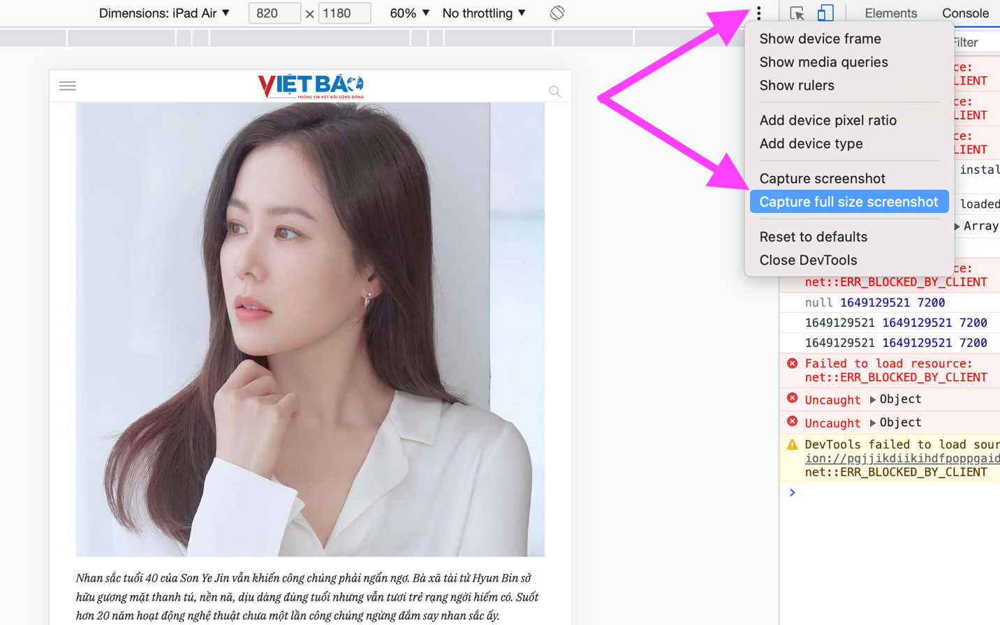 Dimensions: iPad Air ▼ 820 × 1180 60% ▼ No throttling ▼
Elements Console
Filter
Show device frame
Show media queries
Show rulers
Add device pixel ratio
Add device type
Capture screenshot
Capture full size screenshot
Reset to defaults
Close DevTools
VIỆT BÁO
THÔNG TIN KẾT NỐI CỘNG ĐỒNG
Nhan sắc tuổi 40 của Son Ye Jin vẫn khiến công chúng phải ngẩn ngơ. Bà xã tài tử Hyun Bin sở
hữu gương mặt thanh tú, nền nã, dịu dàng đùng tuổi nhưng vẫn tươi trẻ rạng ngời hiếm có. Suốt
hơn 20 năm hoạt động nghệ thuật chưa một lần công chúng ngừng đắm say nhan sắc ấy.
ce:
LIENT
ce:
LIENT
ce:
LIENT
instal
loaded
Array
ce:
net::ERR_BLOCKED_BY_CLIENT
null 1649129521 7200
1649129521 1649129521 7200
1649129521 1649129521 7200
Failed to load resource:
net::ERR_BLOCKED_BY_CLIENT
Uncaught ▶ Object
Uncaught ▶ Object
DevTools failed to load sour
ion://pgjjikdiikihdfpoppgaid
net::ERR_BLOCKED_BY_CLIENT